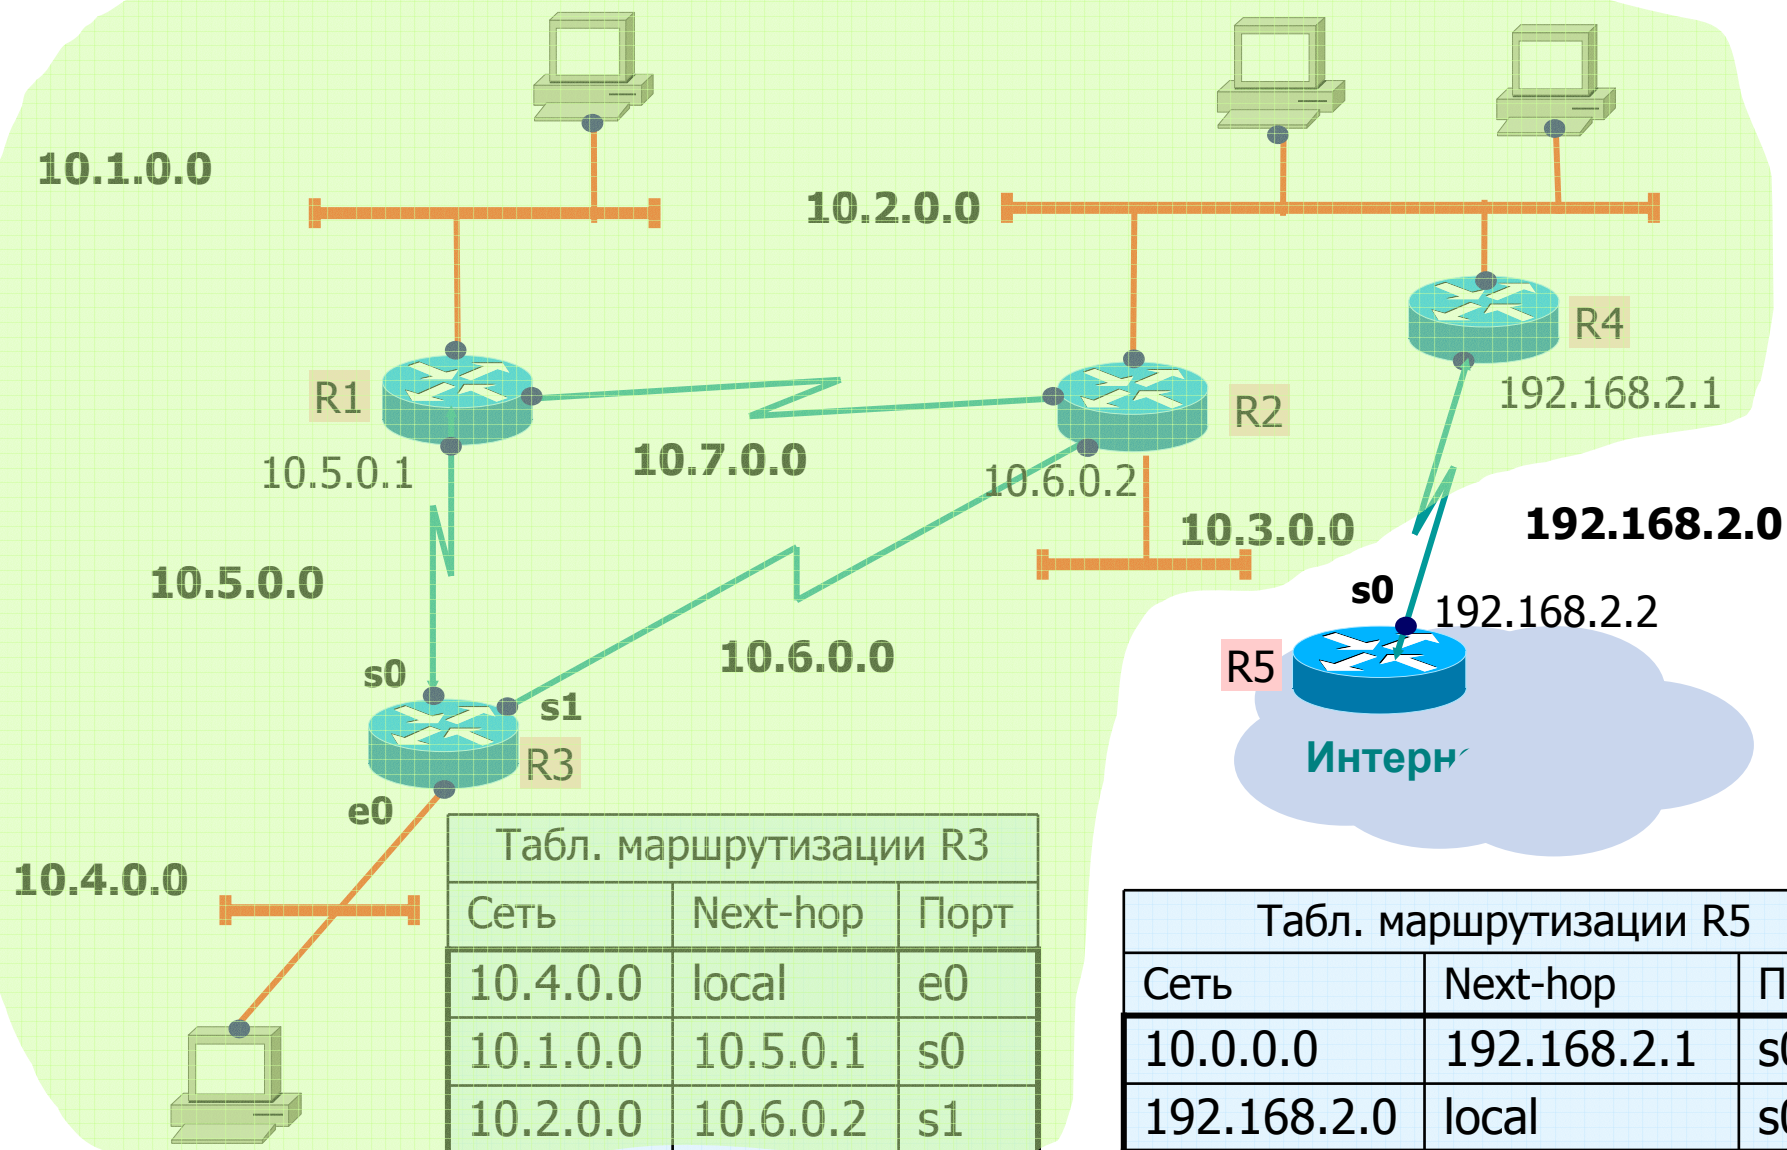 10.1.0.0
10.2.0.0
R4
192.168.2.1
R1
R2
10.5.0.1
10.7.0.0
10.6.0.2
10.3.0.0
192.168.2.0
10.5.0.0
s0
192.168.2.2
10.6.0.0
R5
s0
s1
R3
Интерн
e0
10.4.0.0
Табл. маршрутизации R3
Сеть Next-hop Порт
10.4.0.0 local e0
10.1.0.0 10.5.0.1 s0
10.2.0.0 10.6.0.2 s1
Табл. маршрутизации R5
Сеть Next-hop П
10.0.0.0 192.168.2.1 s0
192.168.2.0 local s0